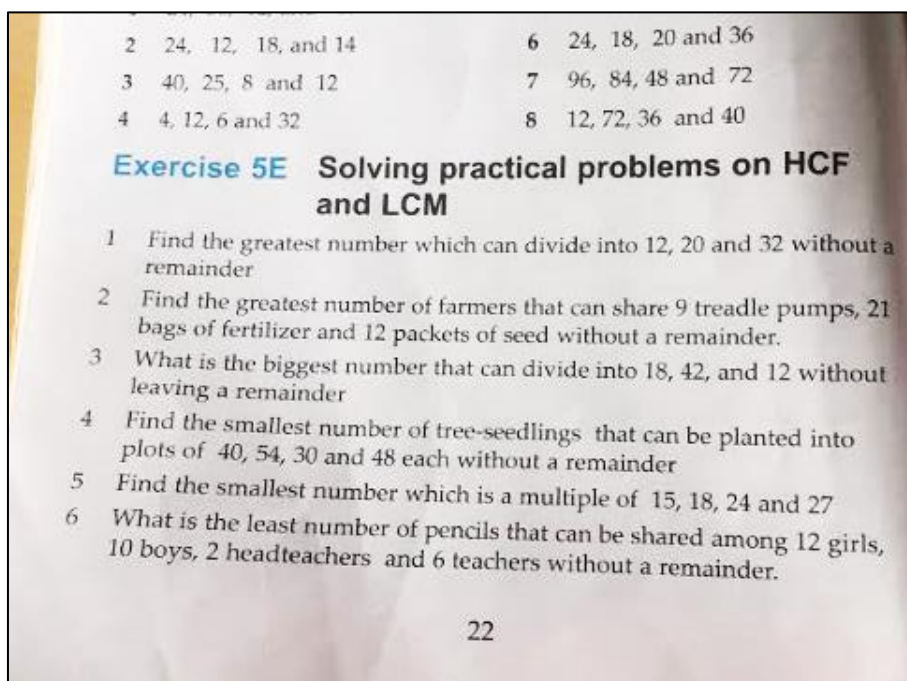 2 24, 12, 18, and 14
3 40, 25, 8 and 12
4 4, 12, 6 and 32
6 24, 18, 20 and 36
7 96, 84, 48 and 72
8 12, 72, 36 and 40
Exercise 5E Solving practical problems on HCF
and LCM
1 Find the greatest number which can divide into 12, 20 and 32 without a
remainder
2 Find the greatest number of farmers that can share 9 treadle pumps, 21
bags of fertilizer and 12 packets of seed without a remainder.
3 What is the biggest number that can divide into 18, 42, and 12 without
leaving a remainder
4 Find the smallest number of tree-seedlings that can be planted into
plots of 40, 54, 30 and 48 each without a remainder
5 Find the smallest number which is a multiple of 15, 18, 24 and 27
6 What is the least number of pencils that can be shared among 12 girls,
10 boys, 2 headteachers and 6 teachers without a remainder.
22